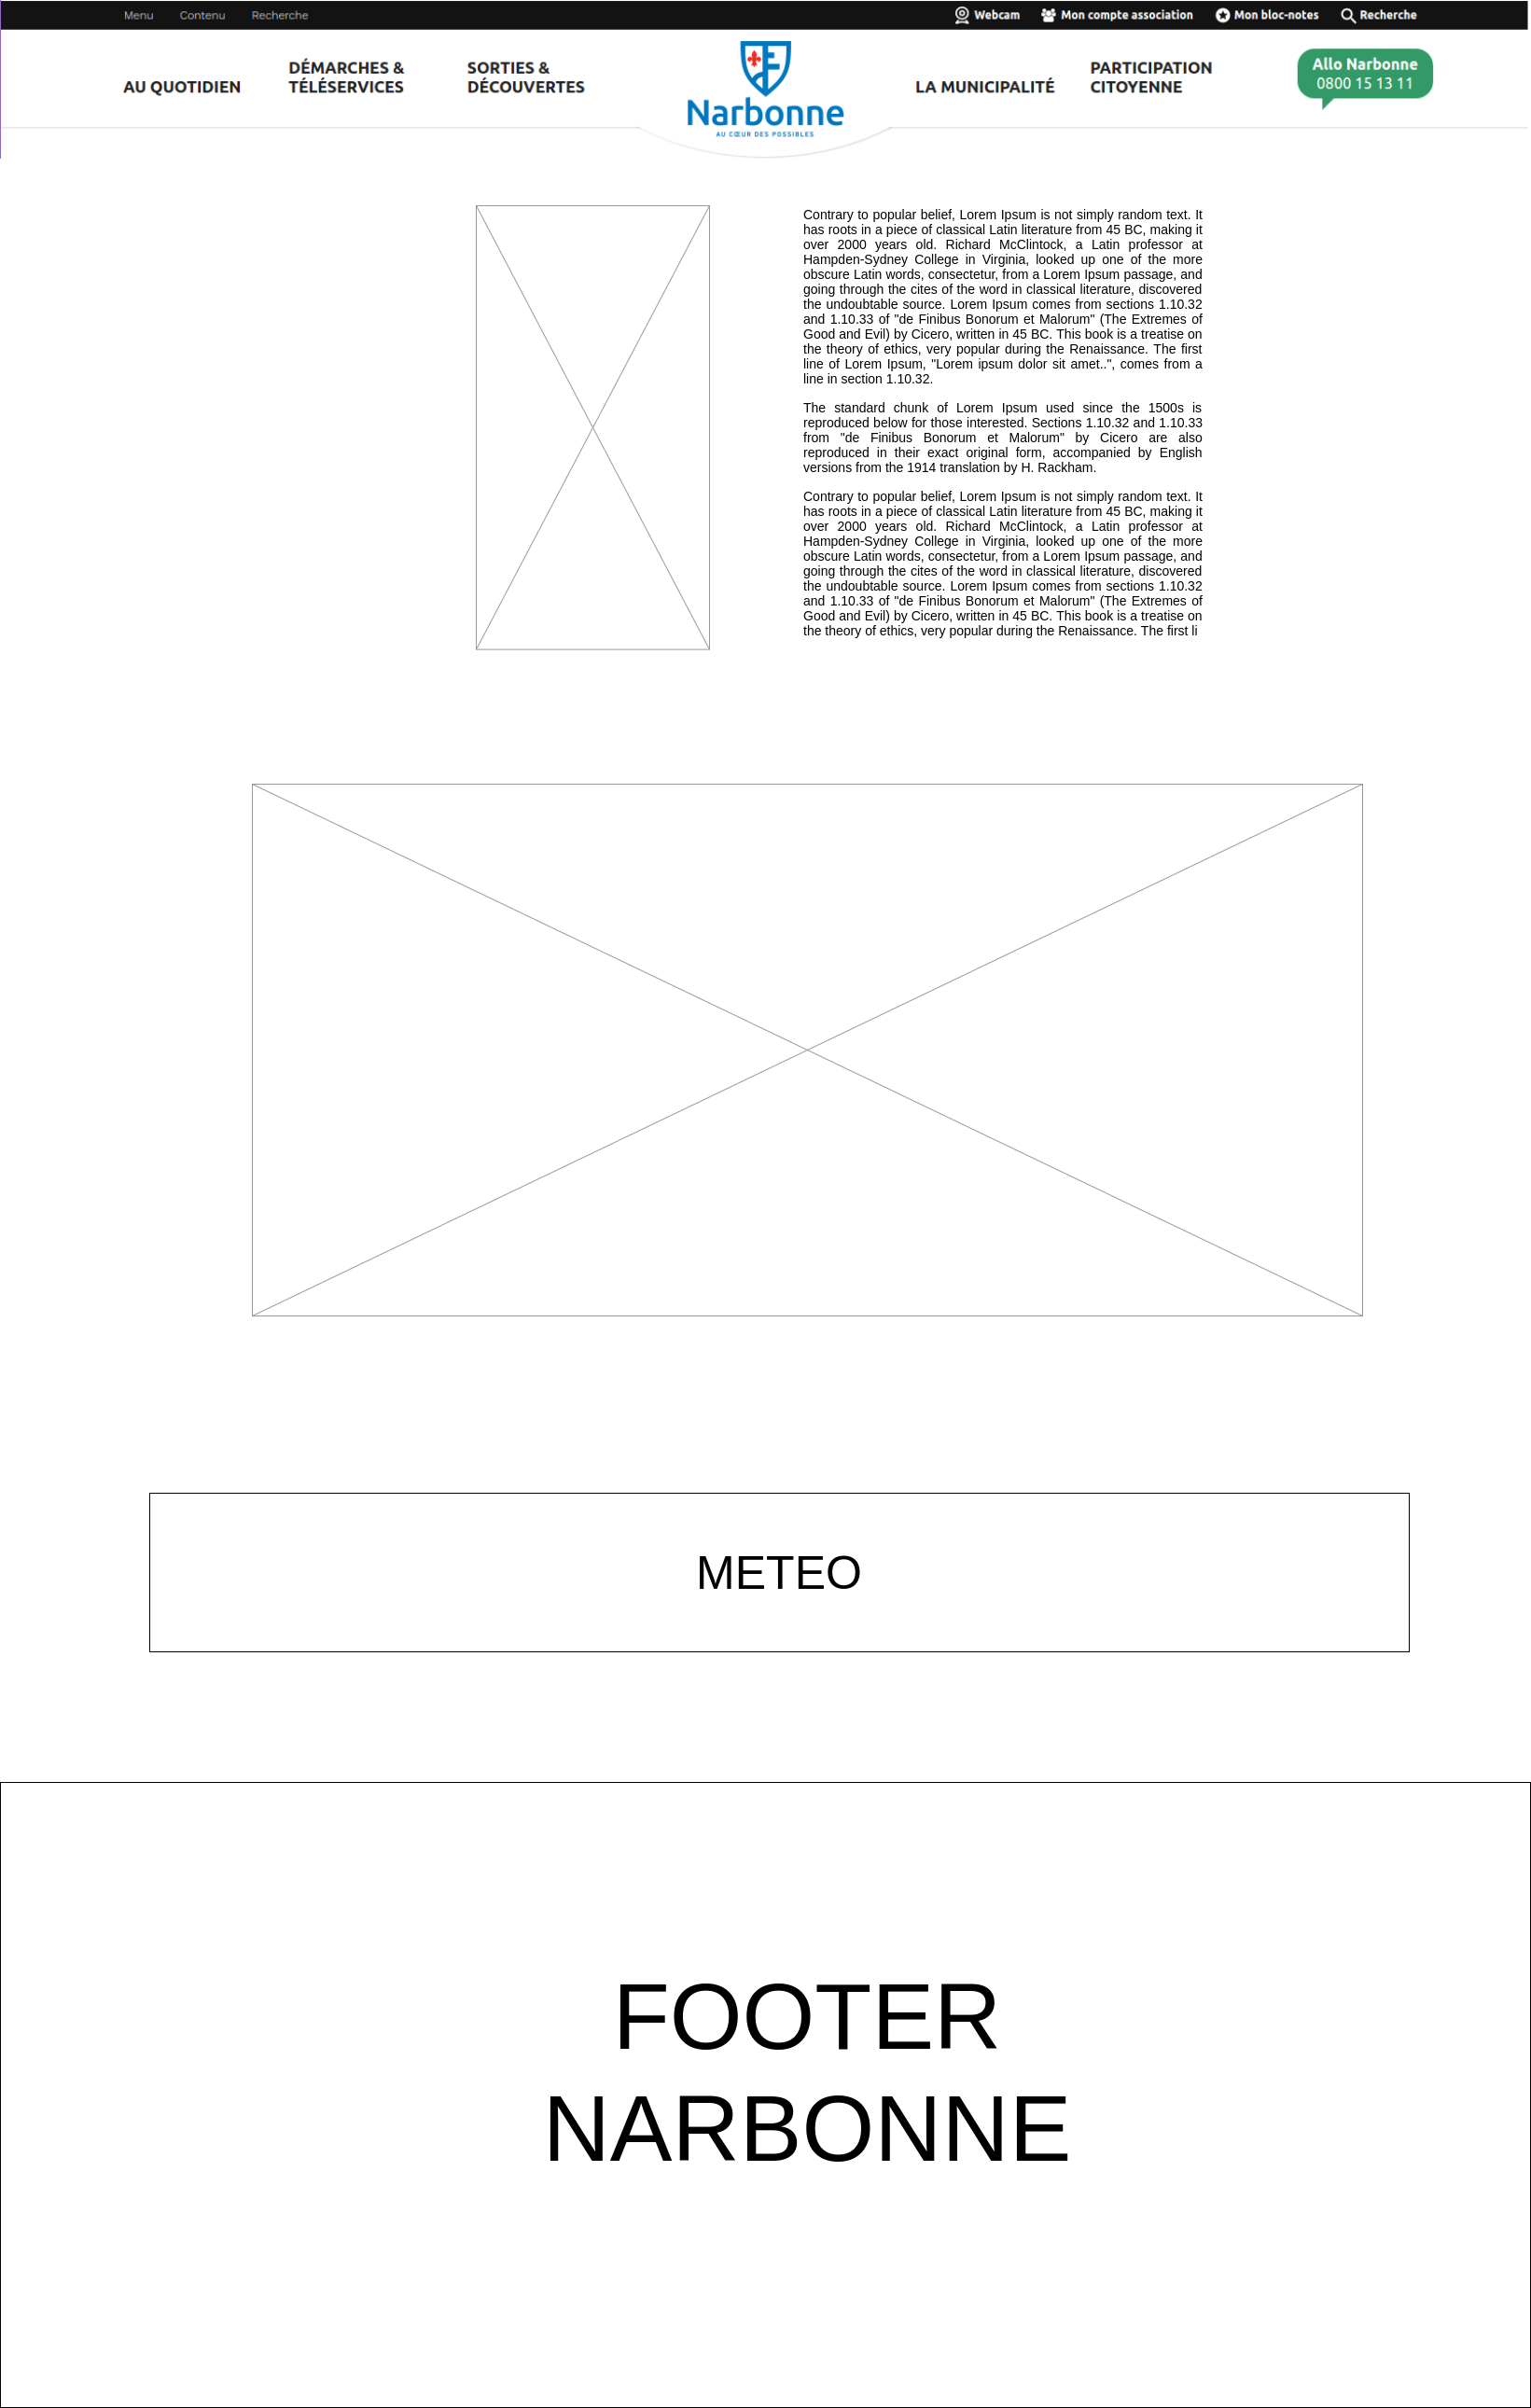 Menu Contenu Recherche Webcam Mon compte association Mon bloc-notes Recherche
AU QUOTIDIEN
DÉMARCHES &
TÉLÉSERVICES
SORTIES &
DÉCOUVERTES
Narbonne
AU CŒUR DES POSSIBLES
LA MUNICIPALITÉ
PARTICIPATION
CITOYENNE
Allo Narbonne
0800 15 13 11
Contrary to popular belief, Lorem Ipsum is not simply random text. It
has roots in a piece of classical Latin literature from 45 BC, making it
over 2000 years old. Richard McClintock, a Latin professor at
Hampden-Sydney College in Virginia, looked up one of the more
obscure Latin words, consectetur, from a Lorem Ipsum passage, and
going through the cites of the word in classical literature, discovered
the undoubtable source. Lorem Ipsum comes from sections 1.10.32
and 1.10.33 of "de Finibus Bonorum et Malorum" (The Extremes of
Good and Evil) by Cicero, written in 45 BC. This book is a treatise on
the theory of ethics, very popular during the Renaissance. The first
line of Lorem Ipsum, "Lorem ipsum dolor sit amet..", comes from a
line in section 1.10.32.
The standard chunk of Lorem Ipsum used since the 1500s is
reproduced below for those interested. Sections 1.10.32 and 1.10.33
from "de Finibus Bonorum et Malorum" by Cicero are also
reproduced in their exact original form, accompanied by English
versions from the 1914 translation by H. Rackham.
Contrary to popular belief, Lorem Ipsum is not simply random text. It
has roots in a piece of classical Latin literature from 45 BC, making it
over 2000 years old. Richard McClintock, a Latin professor at
Hampden-Sydney College in Virginia, looked up one of the more
obscure Latin words, consectetur, from a Lorem Ipsum passage, and
going through the cites of the word in classical literature, discovered
the undoubtable source. Lorem Ipsum comes from sections 1.10.32
and 1.10.33 of "de Finibus Bonorum et Malorum" (The Extremes of
Good and Evil) by Cicero, written in 45 BC. This book is a treatise on
the theory of ethics, very popular during the Renaissance. The first li
METEO
FOOTER
NARBONNE